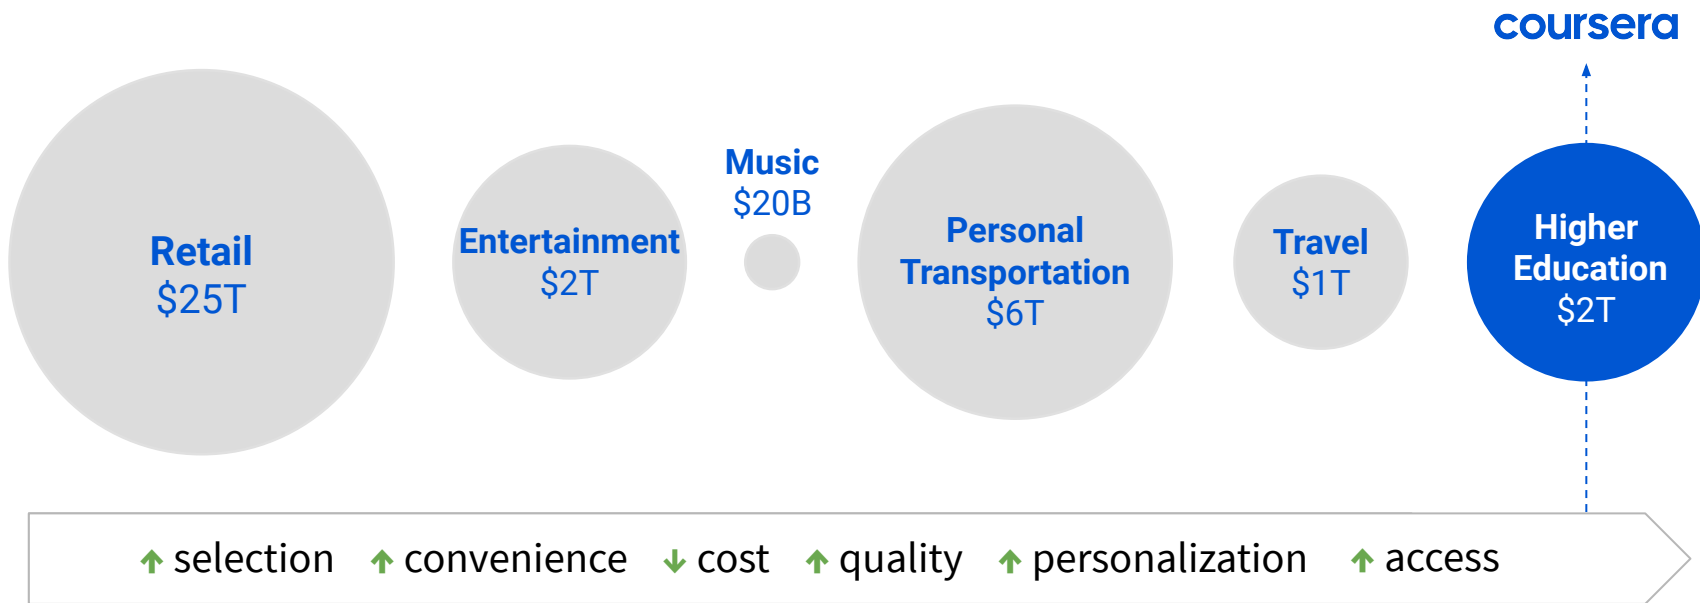 coursera
Retail
$25T
Entertainment
$2T
Music
$20B
Personal
Transportation
$6T
Travel
$1T
Higher
Education
$2T
selection convenience cost quality personalization access